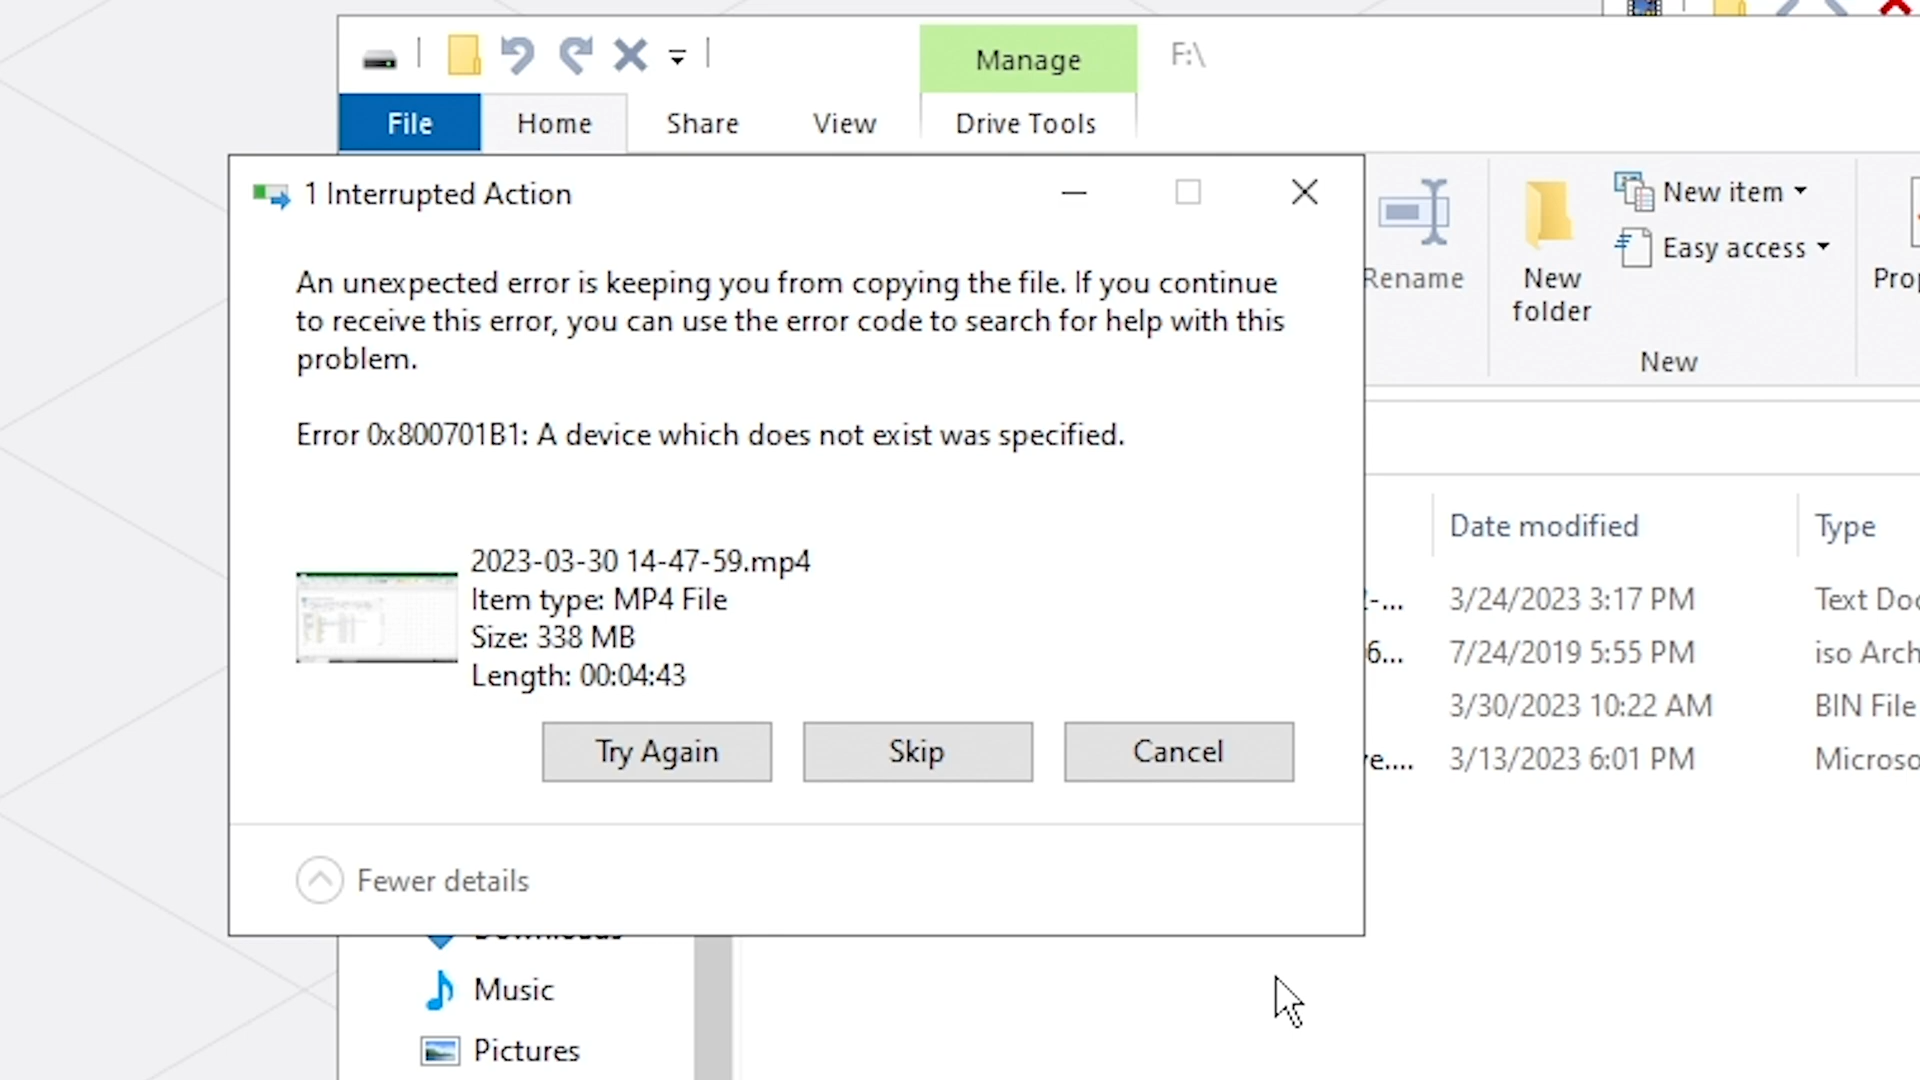 Manage
F:\
File
Home
Share
View
Drive Tools
1 Interrupted Action
An unexpected error is keeping you from copying the file. If you continue
to receive this error, you can use the error code to search for help with this
problem.
Error 0x800701B1: A device which does not exist was specified.
2023-03-30 14-47-59.mp4
Item type: MP4 File
Size: 338 MB
Length: 00:04:43
Try Again
Skip
Cancel
Fewer details
Rename
New
folder
New item
Easy access
New
Date modified
Type
3/24/2023 3:17 PM
Text
6...
7/24/2019 5:55 PM
iso
3/30/2023 10:22 AM
BIN File
3/13/2023 6:01 PM
Music
Pictures